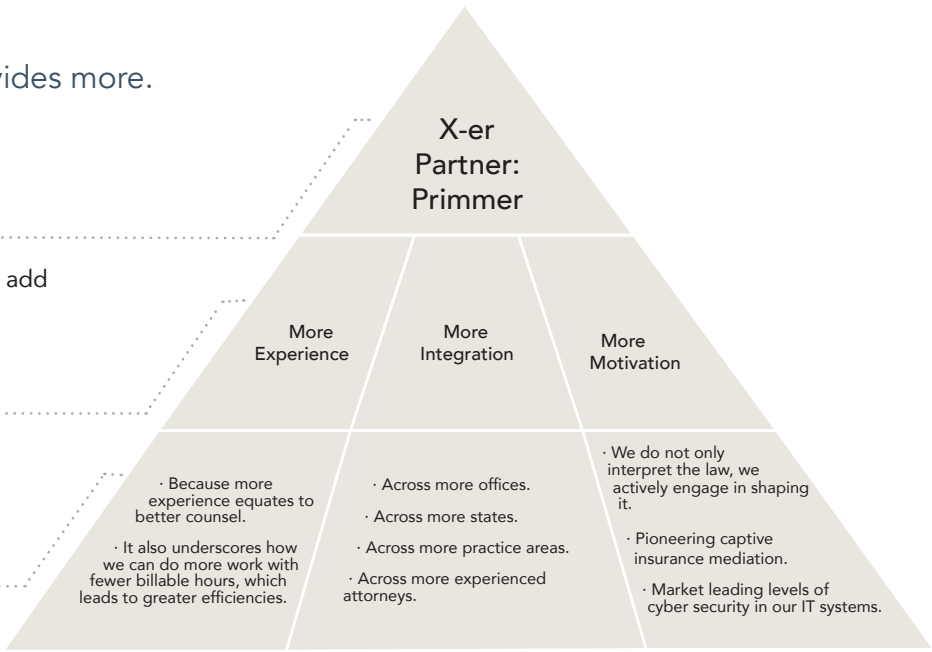 vides more.
X-er
Partner:
Primmer
add
More
Experience
More
Integration
More
Motivation
· Because more
experience equates to
better counsel.
· It also underscores how
we can do more work with
fewer billable hours, which
leads to greater efficiencies.
· Across more offices.
· Across more states.
· Across more practice areas.
· Across more experienced
attorneys.
· We do not only
interpret the law, we
actively engage in shaping
it.
· Pioneering captive
insurance mediation.
· Market leading levels of
cyber security in our IT systems.